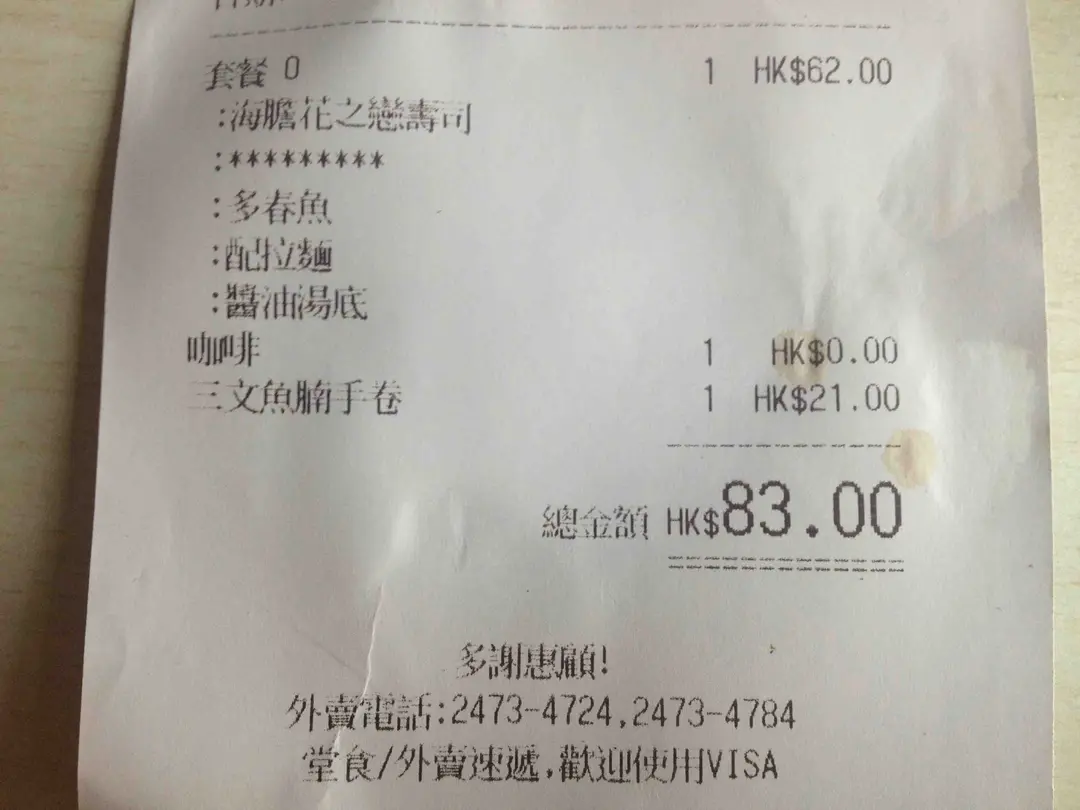 套餐 O 1 HK$62.00
:海膽花之戀壽司
:*********
:多春魚
:配拉麵
:醬油湯底
咖啡 1 HK$0.00
三文魚腩手卷 1 HK$21.00
總金額 HK$83.00
多謝惠顧!
外賣電話:2473-4724,2473-4784
堂食/外賣速遞,歡迎使用VISA